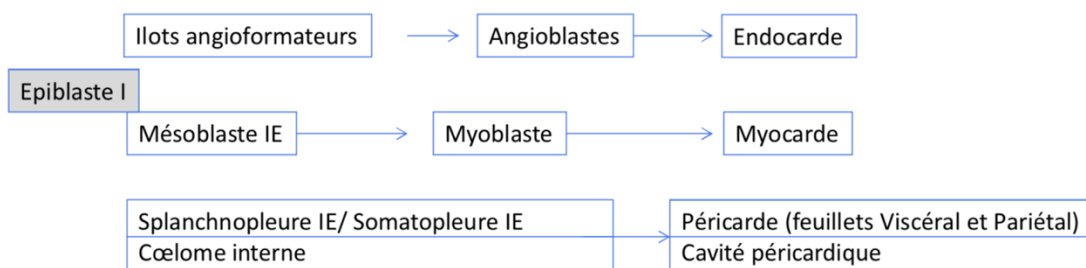 Ilots angioformateurs
Angioblastes
Endocarde
Epiblaste I
Mésoblaste IE
Myoblaste
Myocarde
Splanchnopleure IE/ Somatopleure IE
Péricarde (feuillets Viscéral et Pariétal)
Cœlome interne
Cavité péricardique